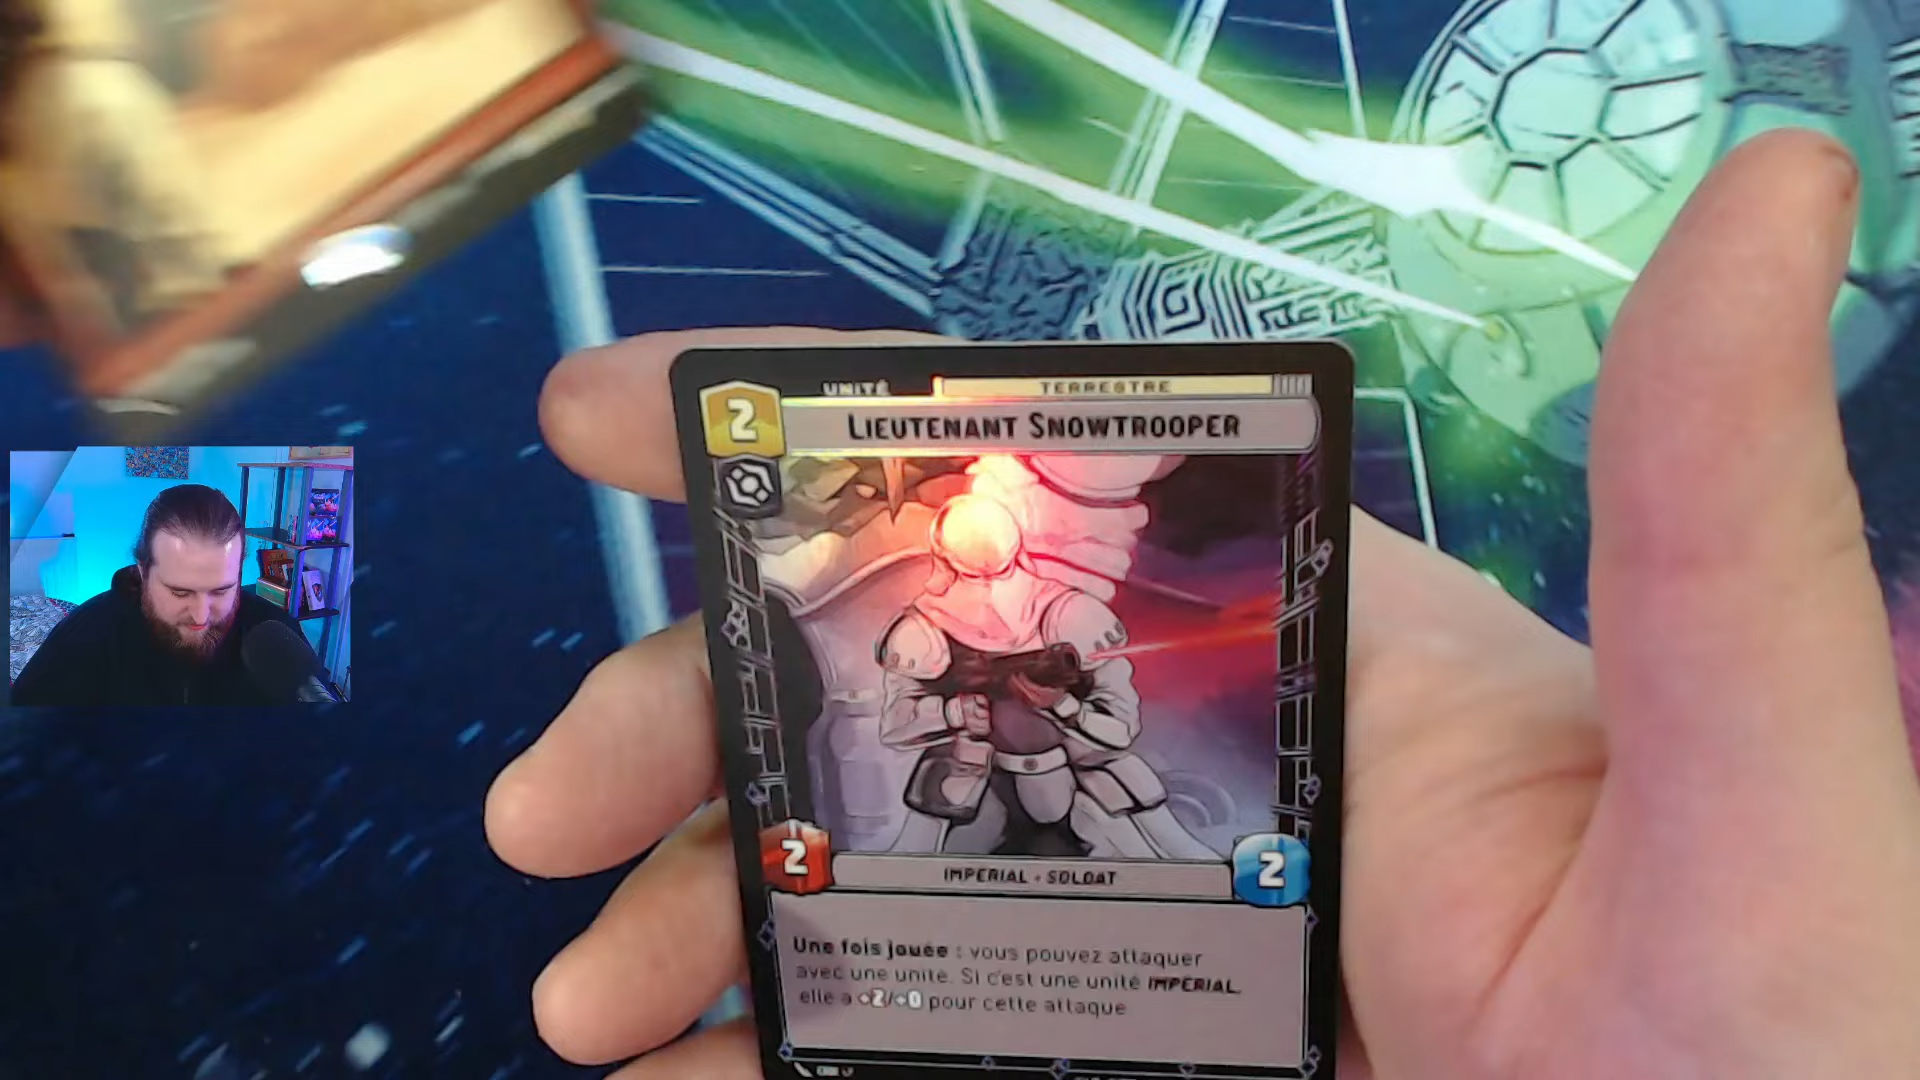 UNITÉ
TERRESTRE
2
LIEUTENANT SNOWTROOPER
2
IMPERIAL • SOLDAT
2
Une fois jouée : vous pouvez attaquer
avec une unité. Si c'est une unité IMPERIAL,
elle a +2/+0 pour cette attaque